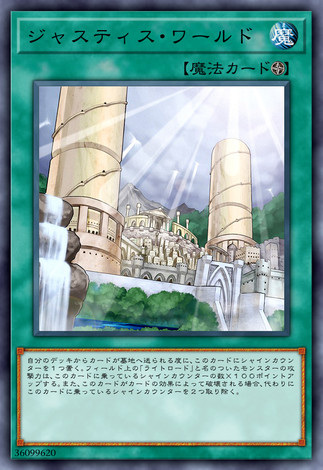 ジャスティス・ワールド
魔
【魔法カード】
自分のデッキからカードが墓地へ送られる度に、このカードにシャインカウン
ターを1つ置く。フィールド上の「ライトロード」と名のついたモンスターの攻
撃力は、このカードに乗っているシャインカウンターの数×100ポイントアッ
プする。また、このカードがカードの効果によって破壊される場合、代わりに
このカードに乗っているシャインカウンターを2つ取り除く。
36099620